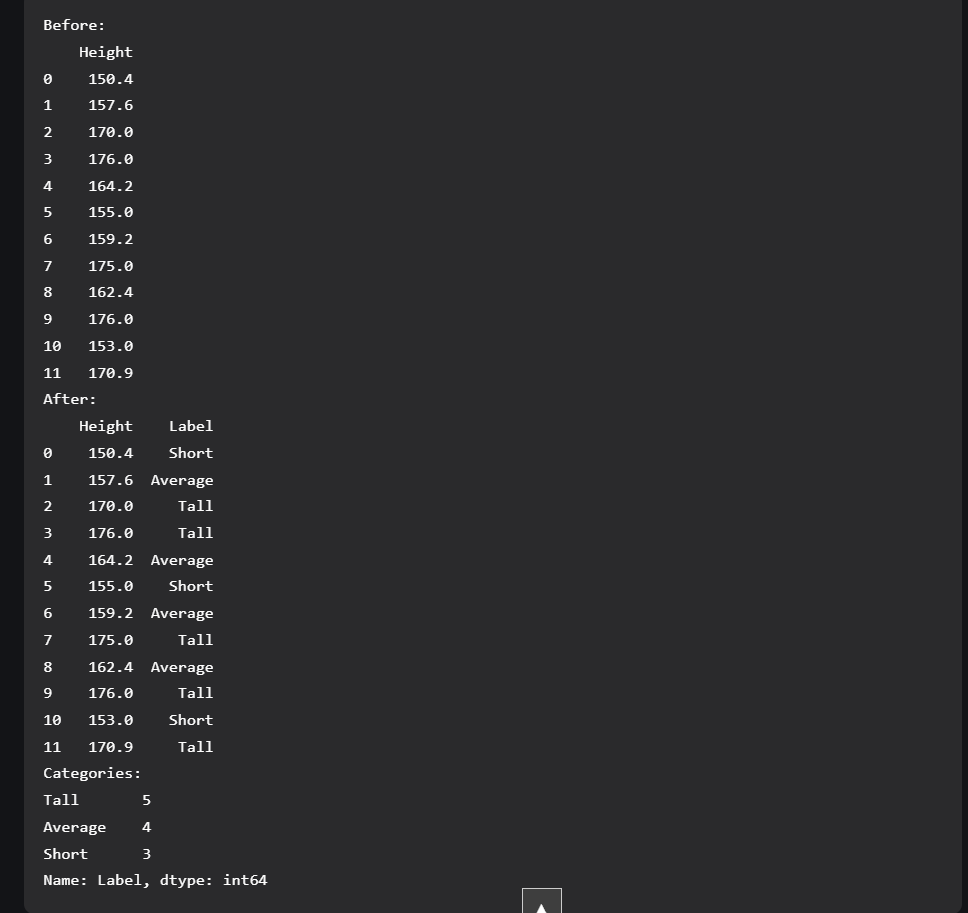 Before:
    Height
0    150.4
1    157.6
2    170.0
3    176.0
4    164.2
5    155.0
6    159.2
7    175.0
8    162.4
9    176.0
10   153.0
11   170.9
After:
    Height    Label
0    150.4    Short
1    157.6  Average
2    170.0     Tall
3    176.0     Tall
4    164.2  Average
5    155.0    Short
6    159.2  Average
7    175.0     Tall
8    162.4  Average
9    176.0     Tall
10   153.0    Short
11   170.9     Tall
Categories:
Tall       5
Average    4
Short      3
Name: Label, dtype: int64